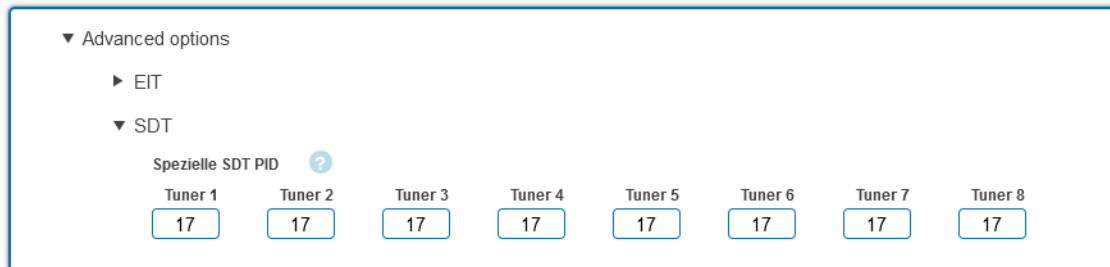 Advanced options
EIT
SDT
Spezielle SDT PID ?
Tuner 1 Tuner 2 Tuner 3 Tuner 4 Tuner 5 Tuner 6 Tuner 7 Tuner 8
17 17 17 17 17 17 17 17